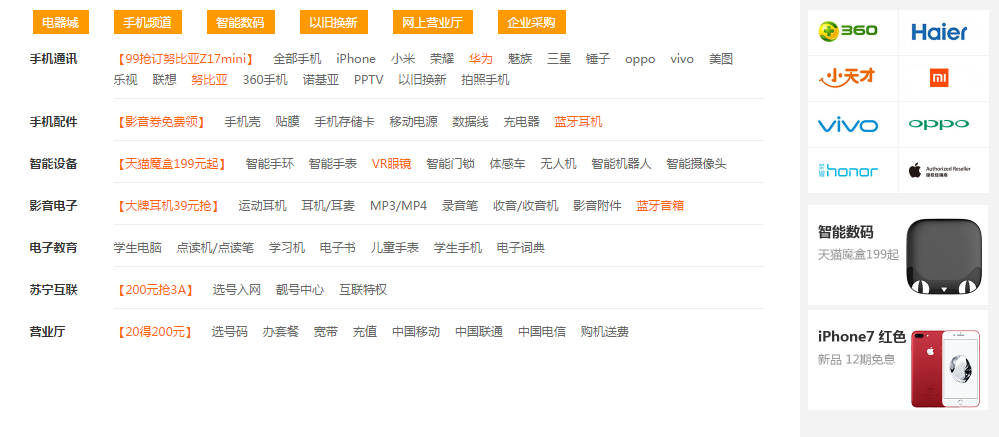 电器城 手机频道 智能数码 以旧换新 网上营业厅 企业采购
手机通讯 【99抢订努比亚Z17mini】 全部手机 iPhone 小米 荣耀 华为 魅族 三星 锤子 oppo vivo 美图
乐视 联想 努比亚 360手机 诺基亚 PPTV 以旧换新 拍照手机
手机配件 【影音劵免费领】 手机壳 贴膜 手机存储卡 移动电源 数据线 充电器 蓝牙耳机
智能设备 【天猫魔盒199元起】 智能手环 智能手表 VR眼镜 智能门锁 体感车 无人机 智能机器人 智能摄像头
影音电子 【大牌耳机39元抢】 运动耳机 耳机/耳麦 MP3/MP4 录音笔 收音/收音机 影音附件 蓝牙音箱
电子教育 学生电脑 点读机/点读笔 学习机 电子书 儿童手表 学生手机 电子词典
苏宁互联 【200元抢3A】 选号入网 靓号中心 互联特权
营业厅 【20得200元】 选号码 办套餐 宽带 充值 中国移动 中国联通 中国电信 购机送费
360 Haier
小天才 mi
vivo oppo
荣耀 honor Authorized Reseller
授权经销商
智能数码
天猫魔盒199起
iPhone7 红色
新品 12期免息